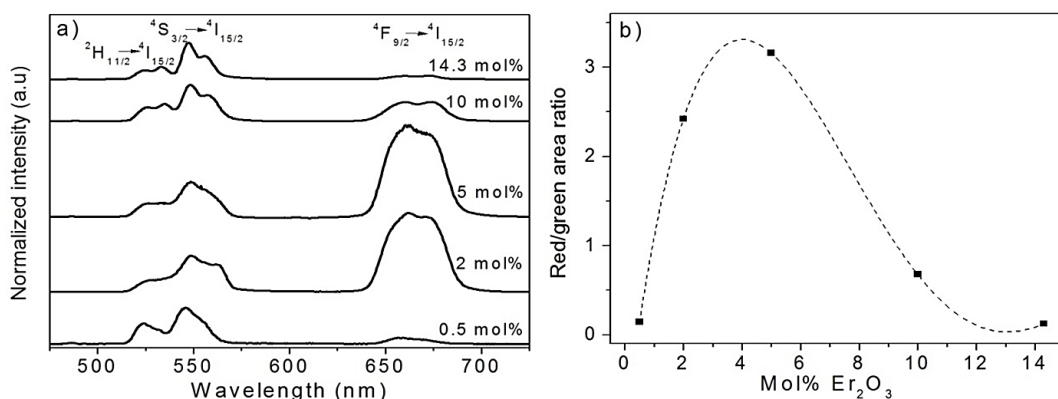 a)
⁴S₃/₂→⁴I₁₅/₂
⁴F₉/₂→⁴I₁₅/₂
²H₁₁/₂→⁴I₁₅/₂
14.3 mol%
10 mol%
5 mol%
2 mol%
0.5 mol%
Normalized intensity (a.u)
500 550 600 650 700
Wavelength (nm)
b)
3
2
1
0
Red/green area ratio
0 2 4 6 8 10 12 14
Mol% Er₂O₃